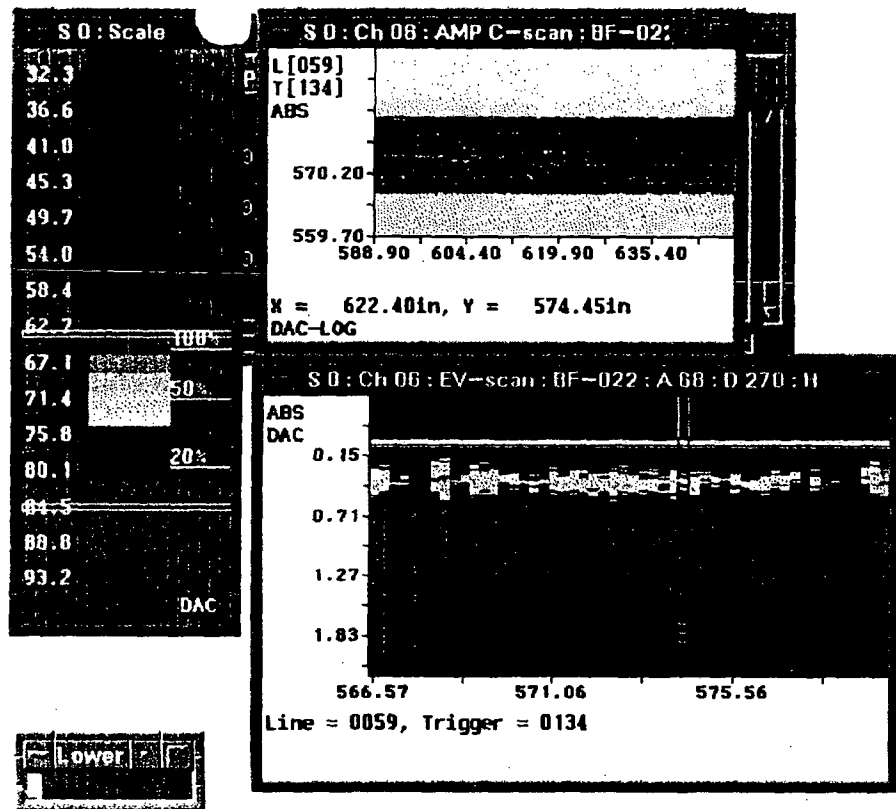 S 0 : Scale
32.3
36.6
41.0
45.3
49.7
54.0
58.4
62.7
67.1
71.4
75.8
80.1
84.5
88.8
93.2
100%
50%
20%
DAC
S 0 : Ch 08 : AMP C-scan : BF-022
L[059]
T[134]
ABS
570.20
559.70
588.90 604.40 619.90 635.40
X = 622.40in, Y = 574.45in
DAC-LOG
S 0 : Ch 06 : EV-scan : BF-022 : A 68 : D 270 : H
ABS
DAC
0.15
0.71
1.27
1.83
566.57 571.06 575.56
Line = 0059, Trigger = 0134
Lower